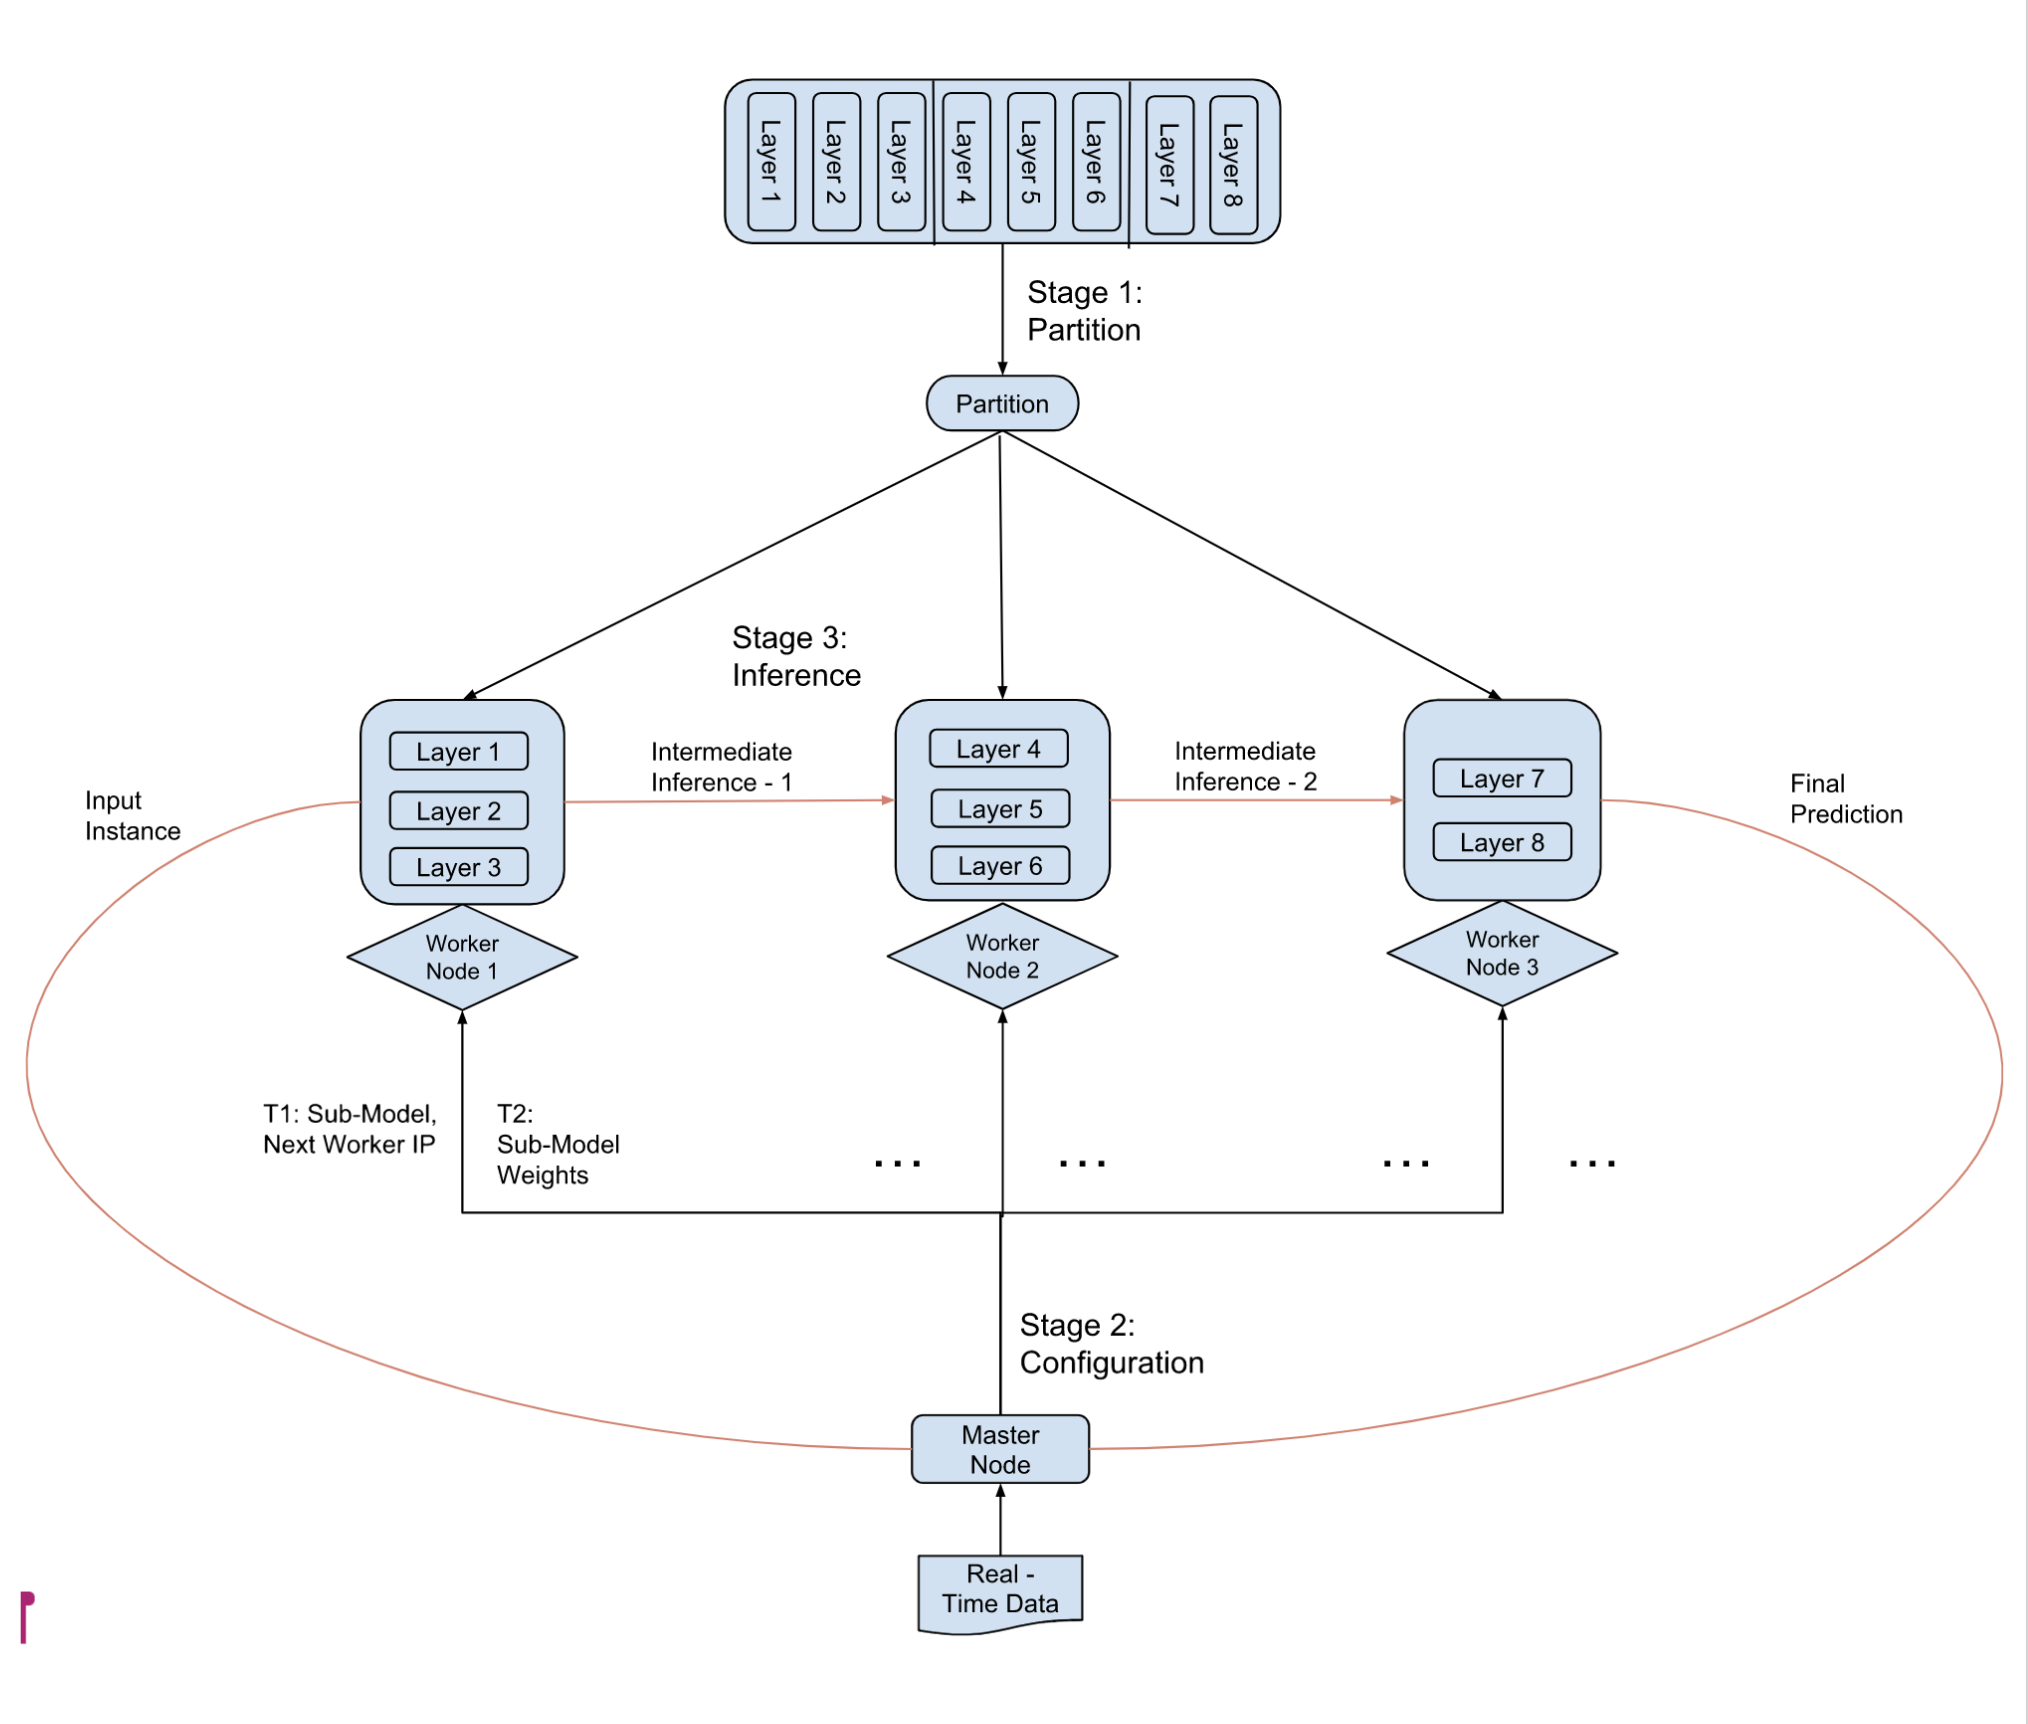 Layer 1
Layer 2
Layer 3
Layer 4
Layer 5
Layer 6
Layer 7
Layer 8
Stage 1:
Partition
Partition
Stage 3:
Inference
Input
Instance
Layer 1
Layer 2
Layer 3
Intermediate
Inference - 1
Layer 4
Layer 5
Layer 6
Intermediate
Inference - 2
Layer 7
Layer 8
Final
Prediction
Worker
Node 1
Worker
Node 2
Worker
Node 3
T1: Sub-Model,
Next Worker IP
T2:
Sub-Model
Weights
...
...
...
...
Stage 2:
Configuration
Master
Node
Real -
Time Data